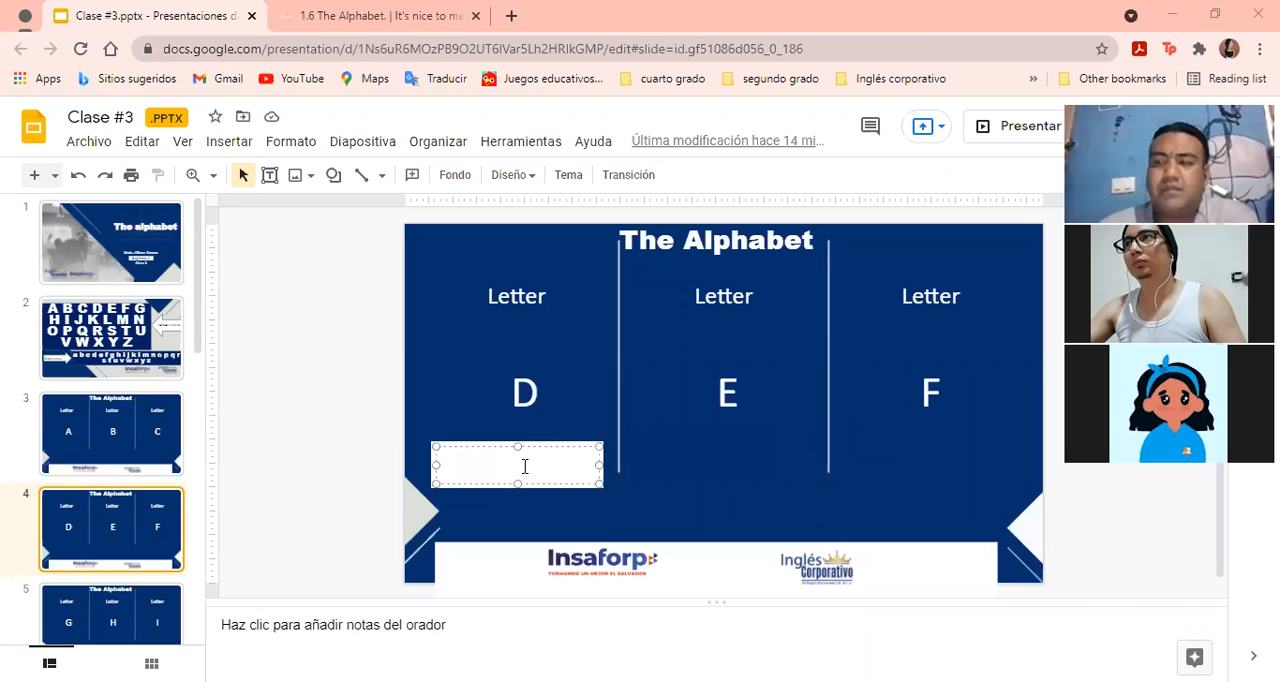 Clase #3.pptx - Presentaciones d
1.6 The Alphabet. | It's nice to me
docs.google.com/presentation/d/1Ns6uR6MOzPB9O2UT6IVar5Lh2HRlkGMP/edit#slide=id.gf51086d056_0_186
Apps Sitios sugeridos Gmail YouTube Maps Traducir Juegos educativos... cuarto grado segundo grado Inglés corporativo » Other bookmarks Reading list
Clase #3 .PPTX
Presentar
Archivo Editar Ver Insertar Formato Diapositiva Organizar Herramientas Ayuda Última modificación hace 14 mi...
Fondo Diseño Tema Transición
1
The alphabet
Insaforp
2
A B C D E F G
H I J K L M N
O P Q R S T U
V W X Y Z
a b c d e f g h i j k l m n o p q r
s t u v w x y z
3
The Alphabet
Letter Letter Letter
A B C
4
The Alphabet
Letter Letter Letter
D E F
5
The Alphabet
Letter Letter Letter
G H I
The Alphabet
Letter Letter Letter
D E F
Insaforp
FORMANDO UN MEJOR EL SALVADOR
Inglés
Corporativo
Haz clic para añadir notas del orador